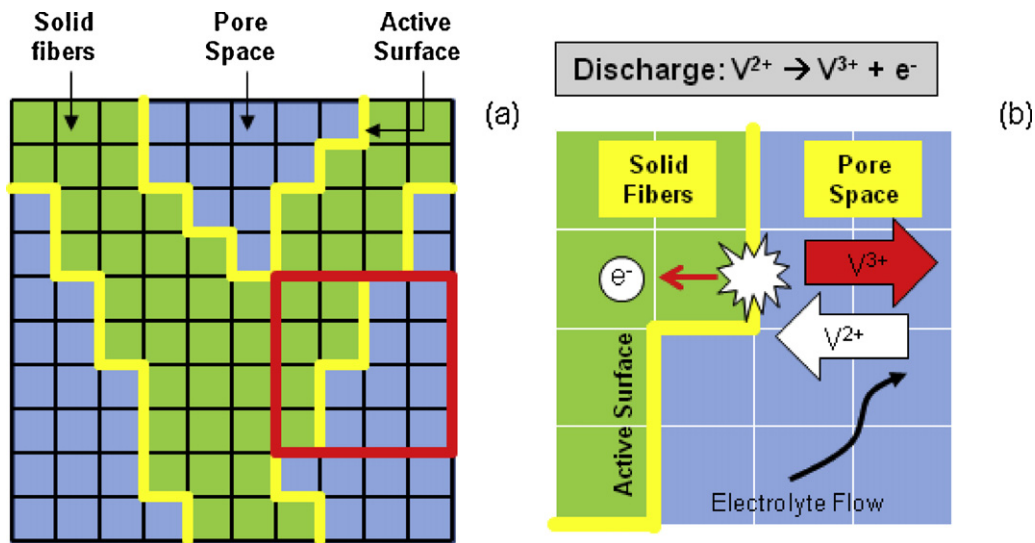 Solid
fibers
Pore
Space
Active
Surface
(a)
Discharge: V²⁺ → V³⁺ + e⁻
(b)
Solid
Fibers
Pore
Space
e⁻
V³⁺
V²⁺
Active Surface
Electrolyte Flow